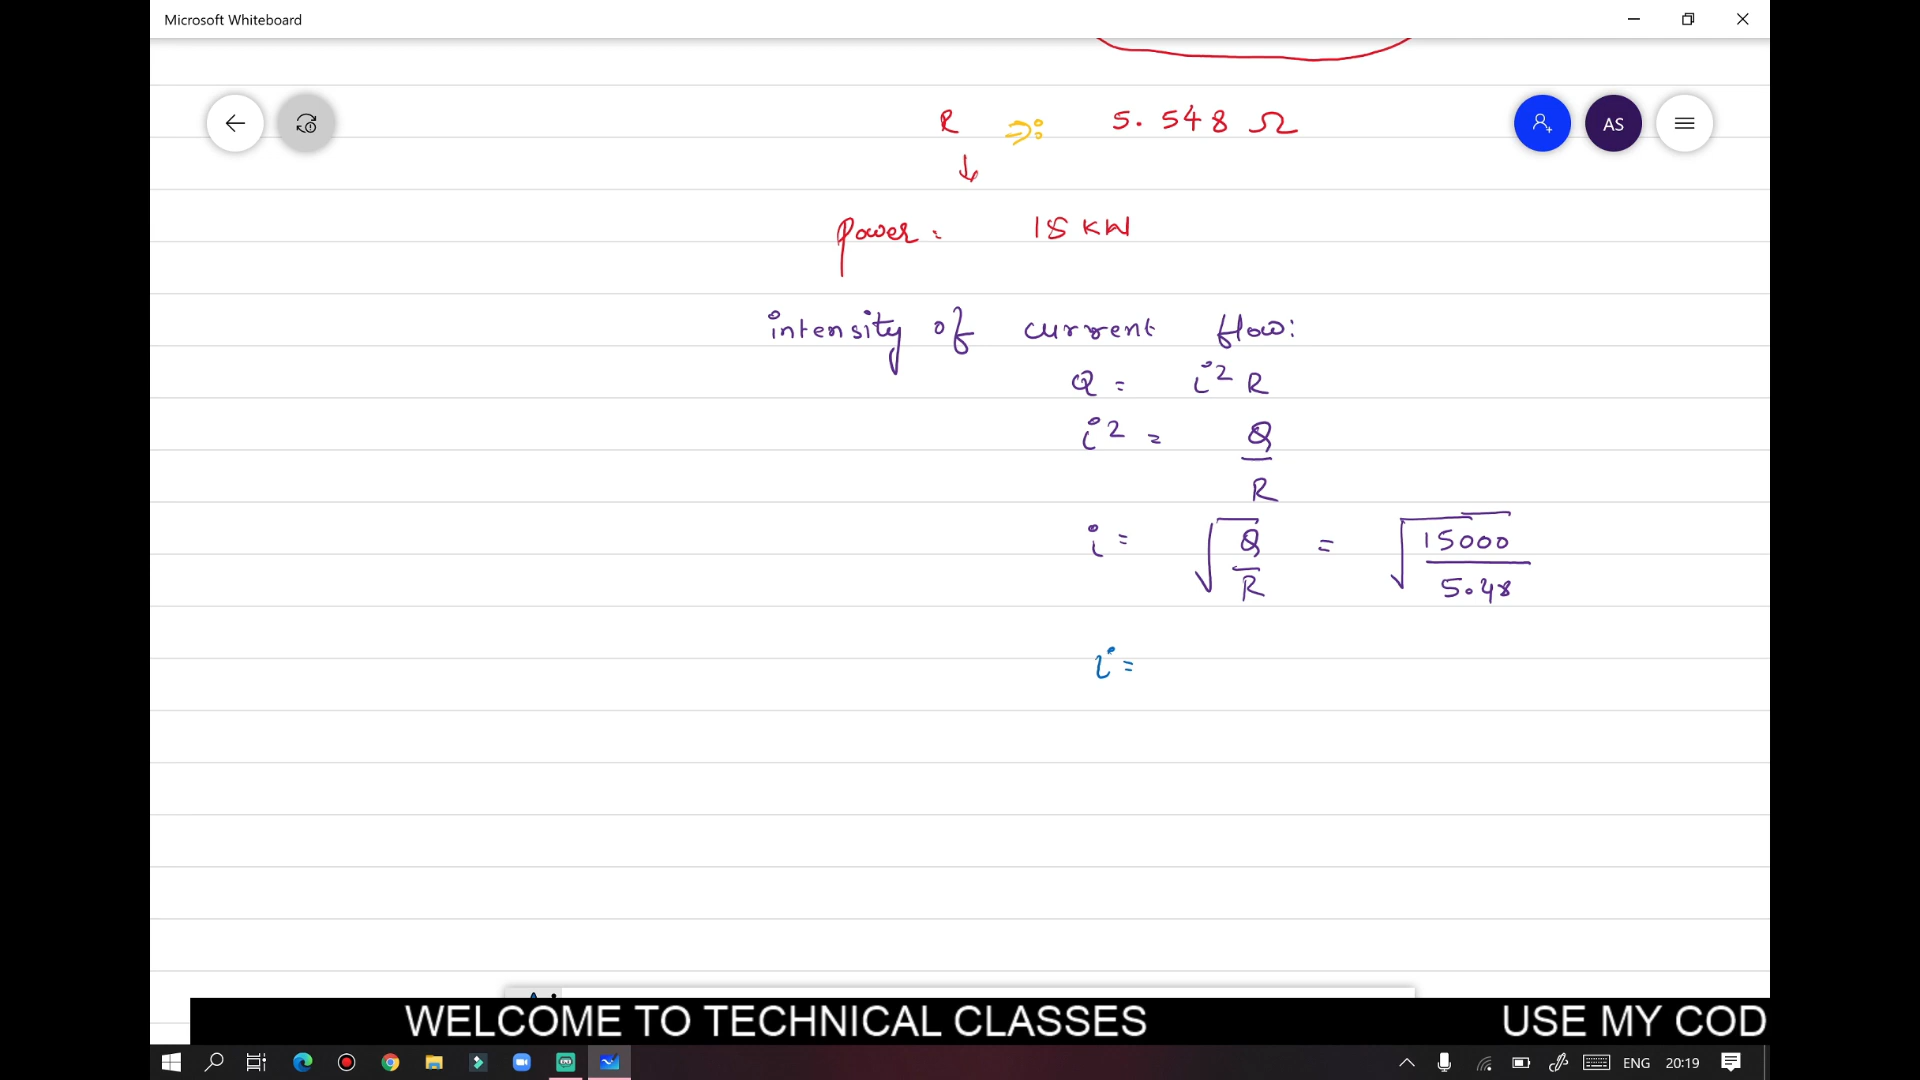 Microsoft Whiteboard
R ⇒: 5.548 Ω
AS
↓
power = 15 KW
intensity of current flow:
Q = i² R
i² = Q / R
i = √(Q / R) = √(15000 / 5.48)
i =
WELCOME TO TECHNICAL CLASSES USE MY COD
ENG 20:19